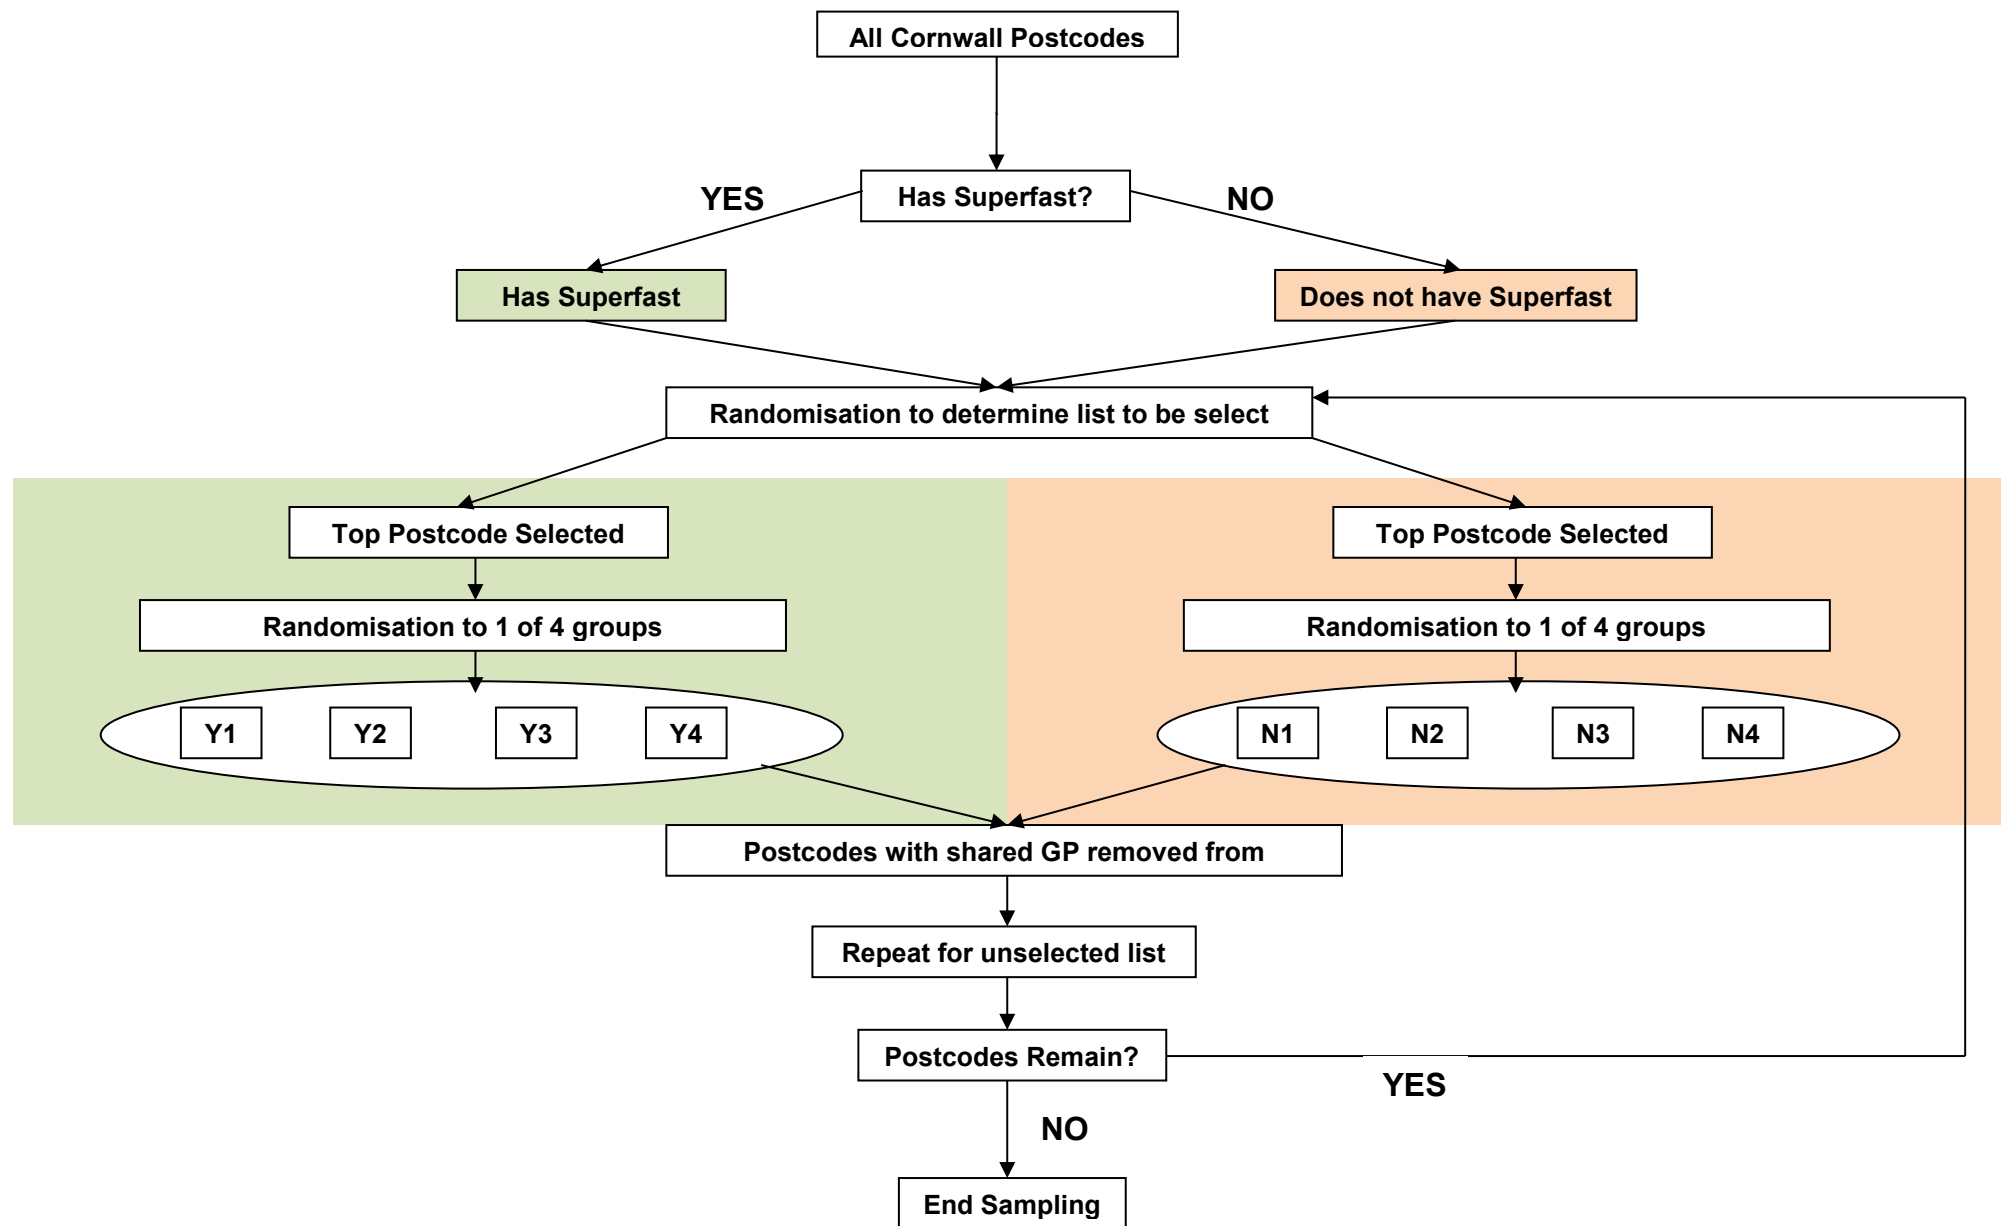 All Cornwall Postcodes
Has Superfast?
YES
NO
Has Superfast
Does not have Superfast
Randomisation to determine list to be select
Top Postcode Selected
Top Postcode Selected
Randomisation to 1 of 4 groups
Randomisation to 1 of 4 groups
Y1 Y2 Y3 Y4
N1 N2 N3 N4
Postcodes with shared GP removed from
Repeat for unselected list
Postcodes Remain?
YES
NO
End Sampling